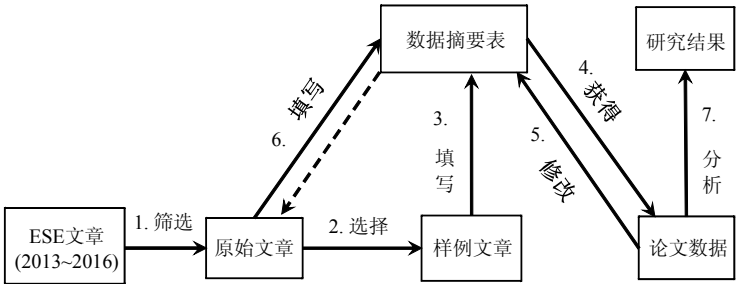 数据摘要表
研究结果
6. 填写
3. 填写
4. 获得
5. 修改
7. 分析
ESE文章
(2013~2016)
1. 筛选
原始文章
2. 选择
样例文章
论文数据